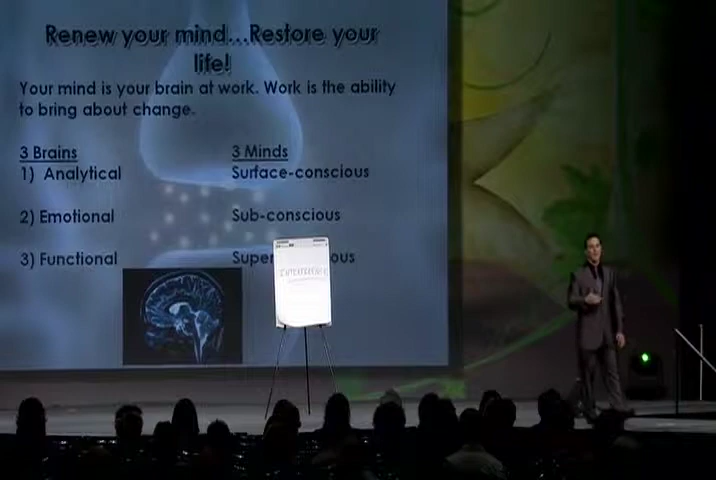 Renew your mind...Restore your
life!
Your mind is your brain at work. Work is the ability
to bring about change.
3 Brains 3 Minds
1) Analytical Surface-conscious
2) Emotional Sub-conscious
3) Functional